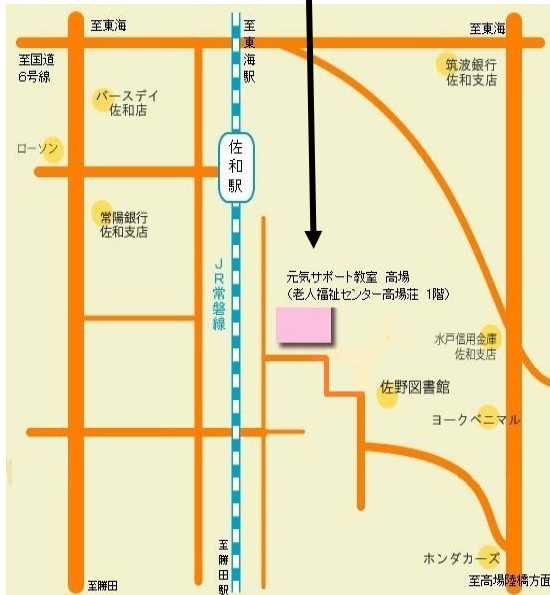 至東海
至東海駅
至東海
至国道
6号線
筑波銀行
佐和支店
バースデイ
佐和店
ローソン
佐和駅
常陽銀行
佐和支店
JR常磐線
元気サポート教室 高場
(老人福祉センター高場荘 1階)
水戸信用金庫
佐和支店
佐野図書館
ヨークベニマル
ホンダカーズ
至勝田
至勝田駅
至高場陸橋方面